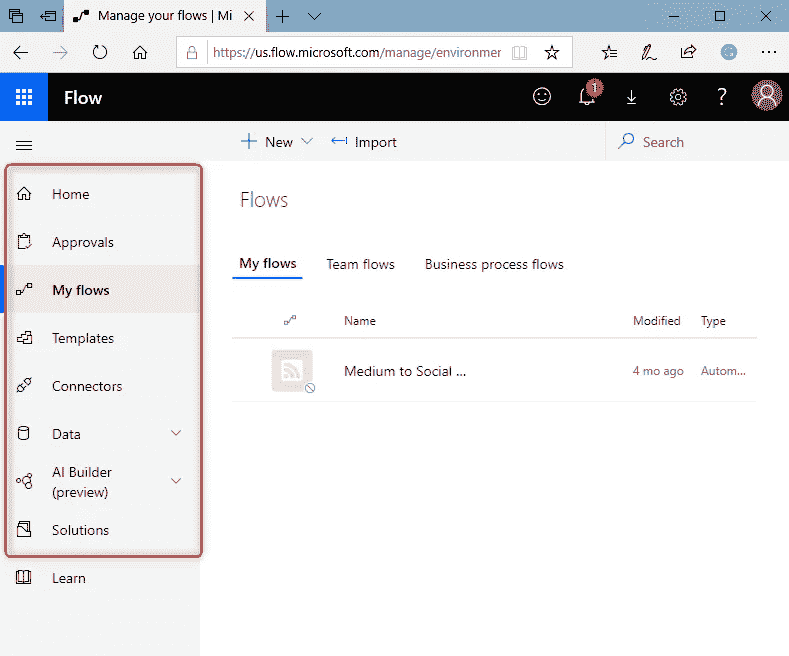 Manage your flows | Mi
https://us.flow.microsoft.com/manage/environmer
Flow
1
?
New
Import
Search
Home
Approvals
My flows
Templates
Connectors
Data
AI Builder
(preview)
Solutions
Learn
Flows
My flows Team flows Business process flows
Name Modified Type
Medium to Social ... 4 mo ago Autom...